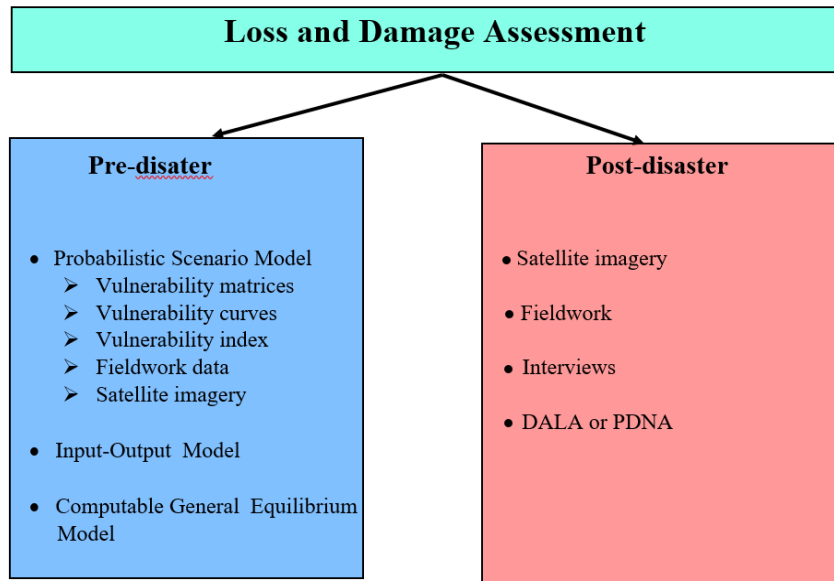 Loss and Damage Assessment
Pre-disater
• Probabilistic Scenario Model
➢ Vulnerability matrices
➢ Vulnerability curves
➢ Vulnerability index
➢ Fieldwork data
➢ Satellite imagery
• Input-Output Model
• Computable General Equilibrium
Model
Post-disaster
• Satellite imagery
• Fieldwork
• Interviews
• DALA or PDNA